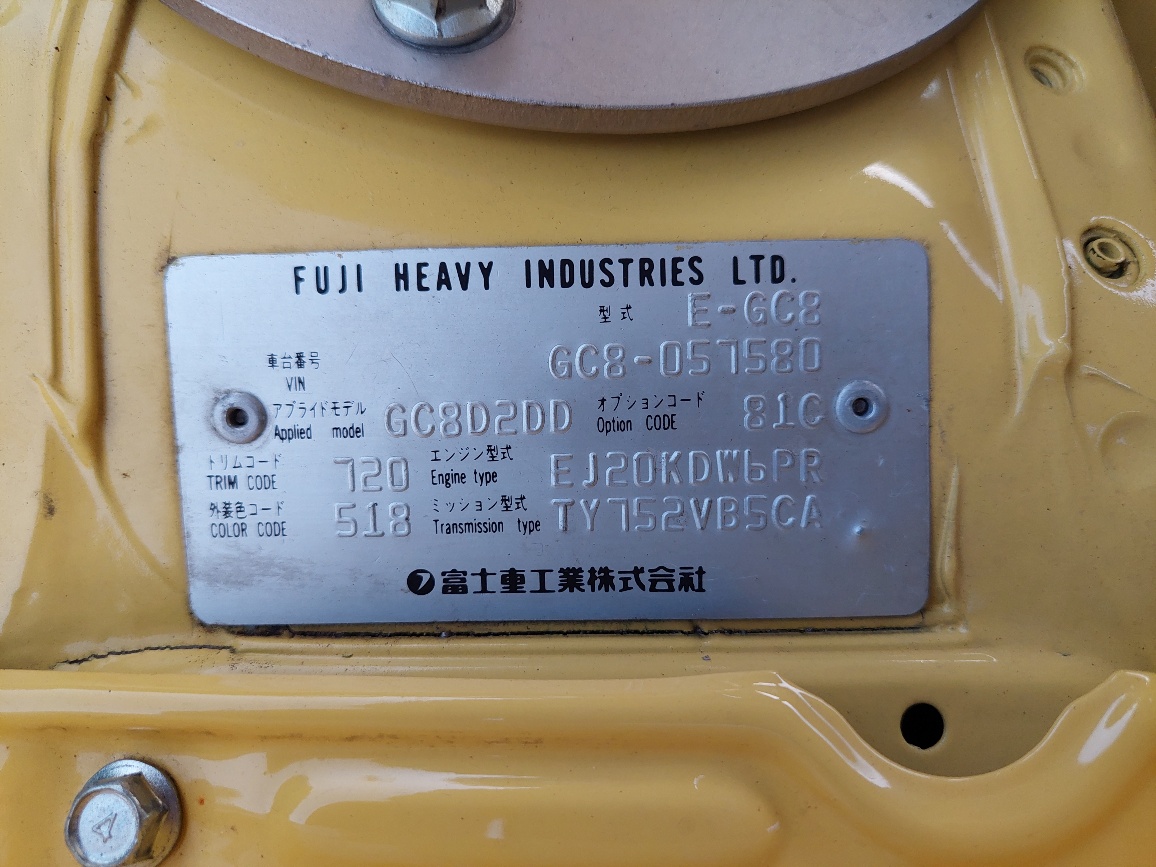 FUJI HEAVY INDUSTRIES LTD.
型式 E-GC8
車台番号 VIN GC8-057580
アプライドモデル Applied model GC8D2DD オプションコード Option CODE 81C
トリムコード TRIM CODE 720 エンジン型式 Engine type EJ20KDW6PR
外装色コード COLOR CODE 518 ミッション型式 Transmission type TY752VB5CA
富士重工業株式会社